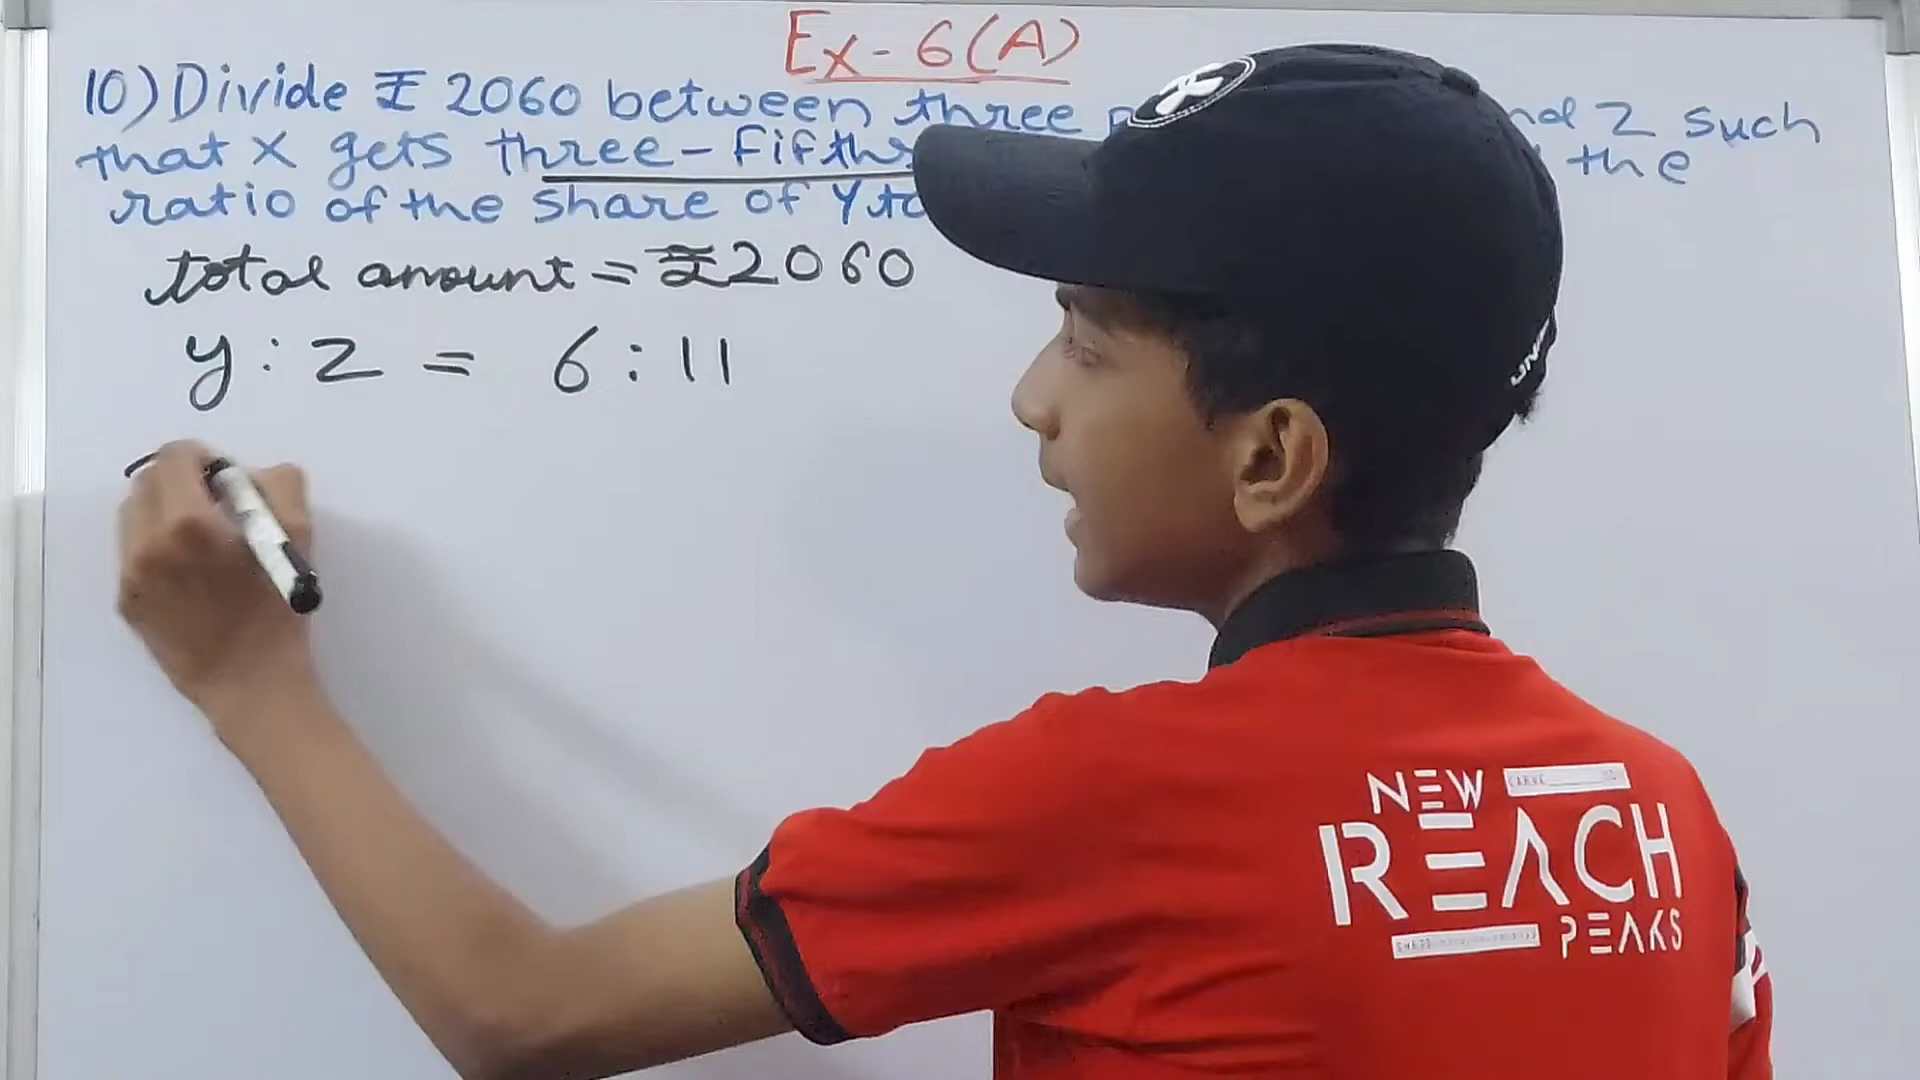 Ex-6(A)
10) Divide ₹ 2060 between three nd Z such
that X gets three-fifths the
ratio of the share of Y to
total amount = ₹2060
y : z = 6 : 11
NEW
REACH
PEAKS